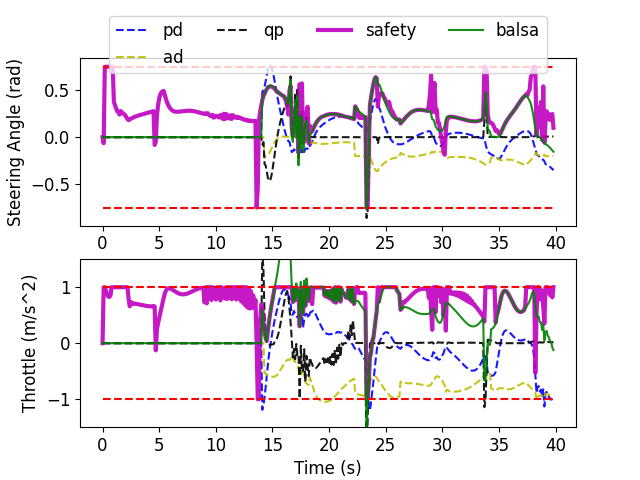 pd qp safety balsa
ad
Steering Angle (rad)
0.5
0.0
−0.5
0 5 10 15 20 25 30 35 40
Throttle (m/s^2)
1
0
−1
0 5 10 15 20 25 30 35 40
Time (s)